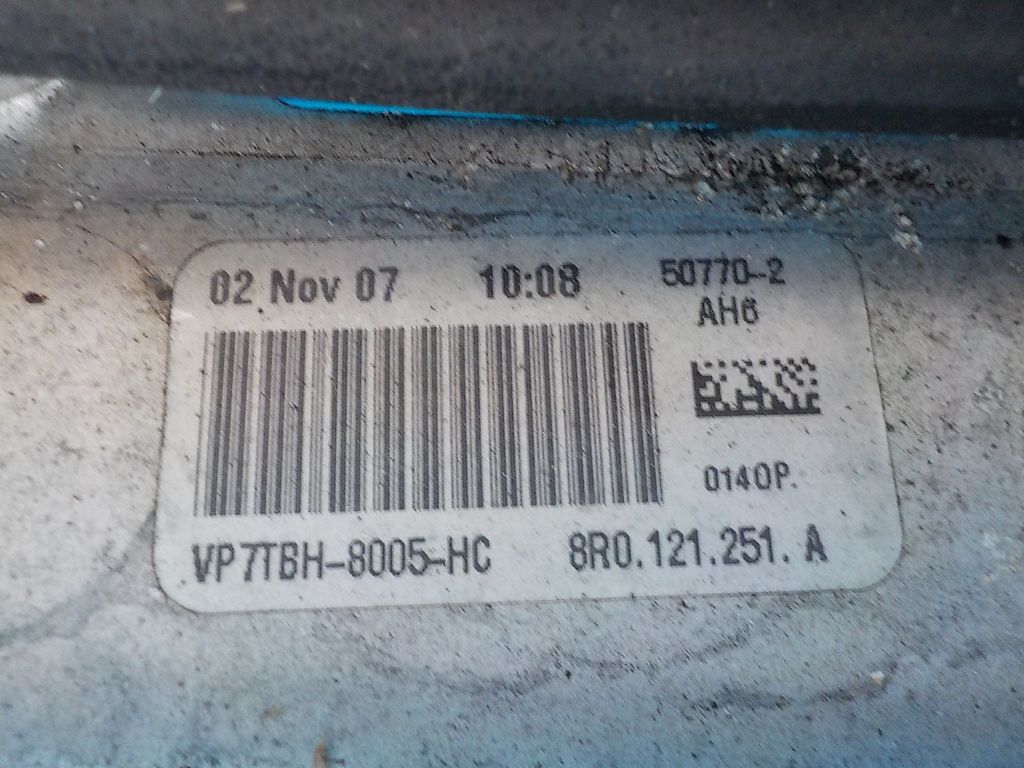 02 Nov 07 10:08 50770-2
AH6
014OP.
VP7TBH-8005-HC 8R0.121.251. A